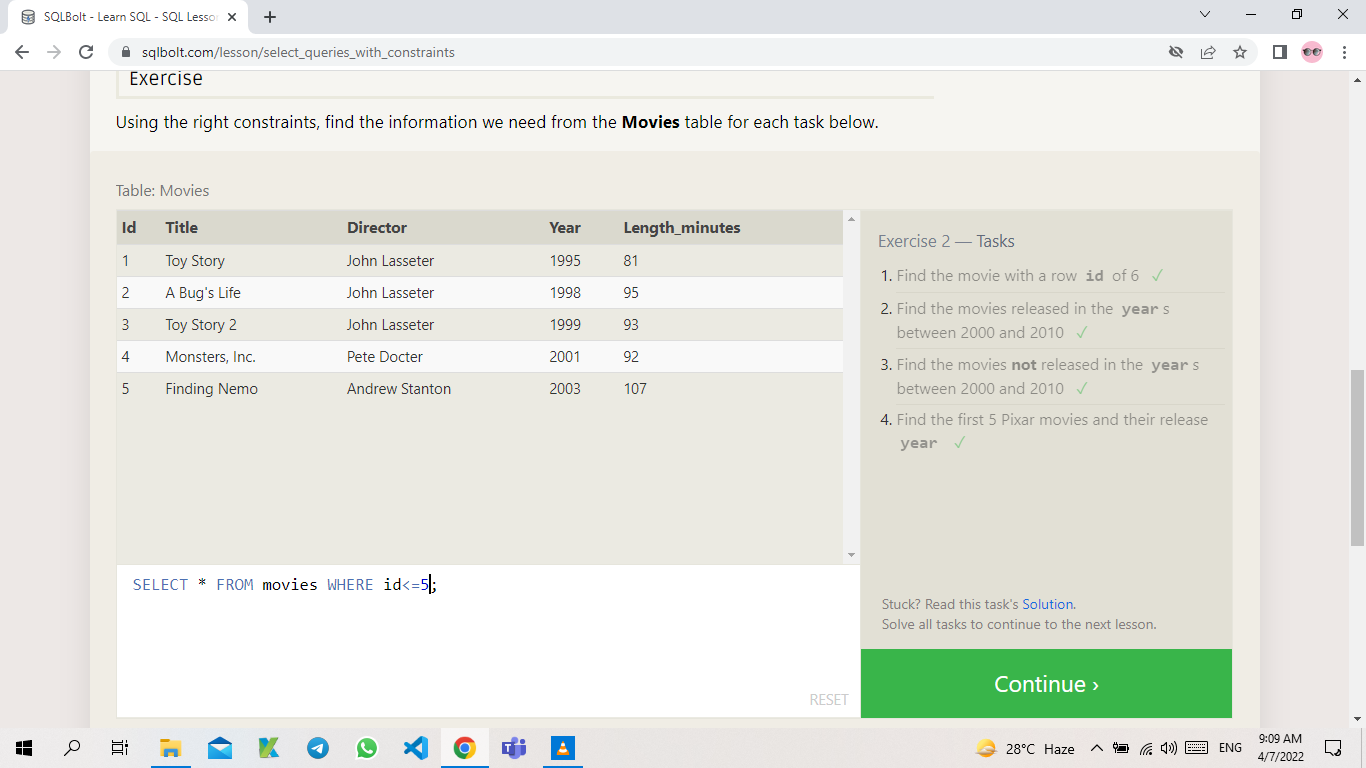 SQLBolt - Learn SQL - SQL Lesson
sqlbolt.com/lesson/select_queries_with_constraints
Exercise
Using the right constraints, find the information we need from the Movies table for each task below.
Table: Movies
Id Title Director Year Length_minutes
1 Toy Story John Lasseter 1995 81
2 A Bug's Life John Lasseter 1998 95
3 Toy Story 2 John Lasseter 1999 93
4 Monsters, Inc. Pete Docter 2001 92
5 Finding Nemo Andrew Stanton 2003 107
SELECT * FROM movies WHERE id<=5;
RESET
Exercise 2 — Tasks
1. Find the movie with a row id of 6 ✓
2. Find the movies released in the year s
between 2000 and 2010 ✓
3. Find the movies not released in the year s
between 2000 and 2010 ✓
4. Find the first 5 Pixar movies and their release
year ✓
Stuck? Read this task's Solution.
Solve all tasks to continue to the next lesson.
Continue ›
28°C Haze
ENG
9:09 AM
4/7/2022